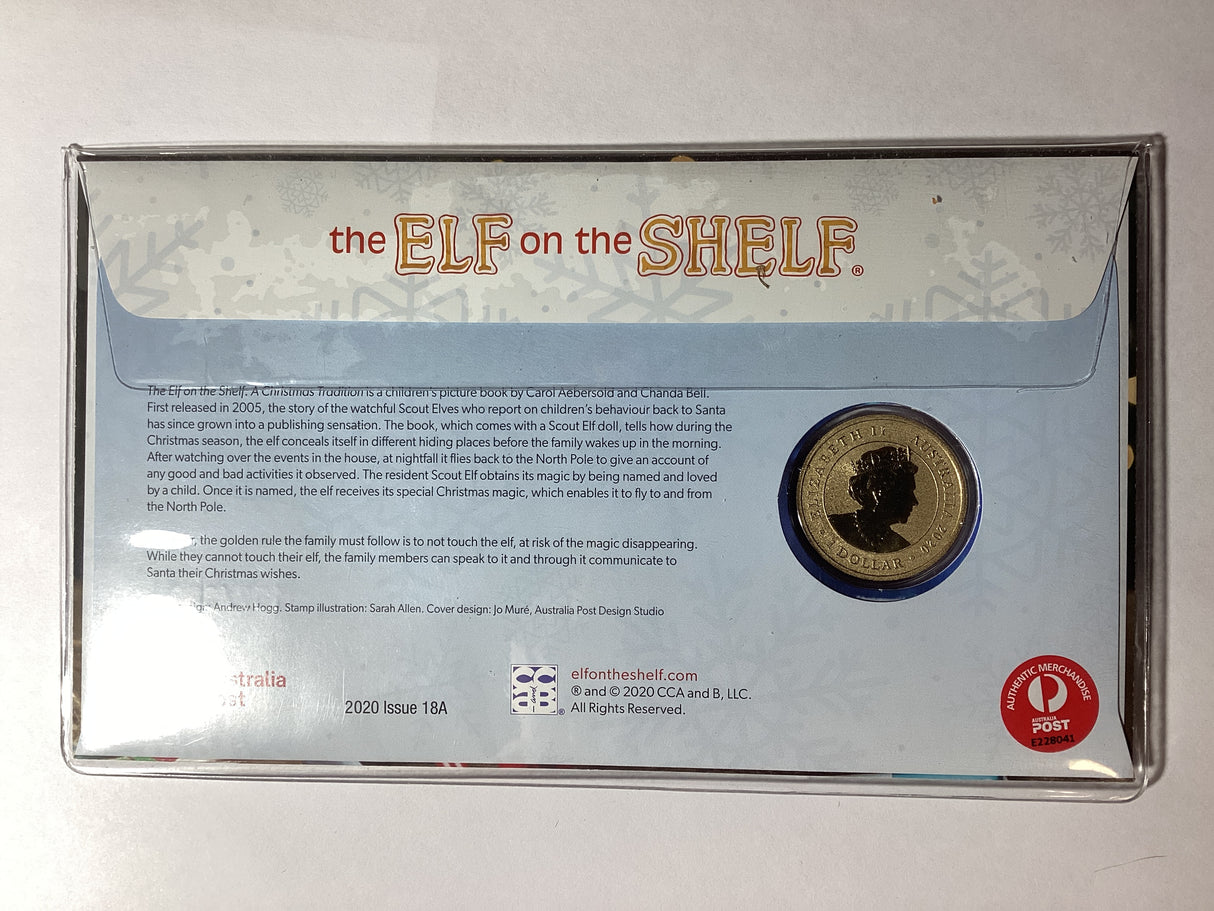 the ELF on the SHELF®
The Elf on the Shelf: A Christmas Tradition is a children's picture book by Carol Aebersold and Chanda Bell.
First released in 2005, the story of the watchful Scout Elves who report on children's behaviour back to Santa
has since grown into a publishing sensation. The book, which comes with a Scout Elf doll, tells how during the
Christmas season, the elf conceals itself in different hiding places before the family wakes up in the morning.
After watching over the events in the house, at nightfall it flies back to the North Pole to give an account of
any good and bad activities it observed. The resident Scout Elf obtains its magic by being named and loved
by a child. Once it is named, the elf receives its special Christmas magic, which enables it to fly to and from
the North Pole.
the golden rule the family must follow is to not touch the elf, at risk of the magic disappearing.
While they cannot touch their elf, the family members can speak to it and through it communicate to
Santa their Christmas wishes.
Andrew Hogg. Stamp illustration: Sarah Allen. Cover design: Jo Muré, Australia Post Design Studio
ELIZABETH II AUSTRALIA 2020
1 DOLLAR
2020 Issue 18A
elfontheshelf.com
® and © 2020 CCA and B, LLC.
All Rights Reserved.
AUTHENTIC MERCHANDISE
AUSTRALIA
POST
E228041